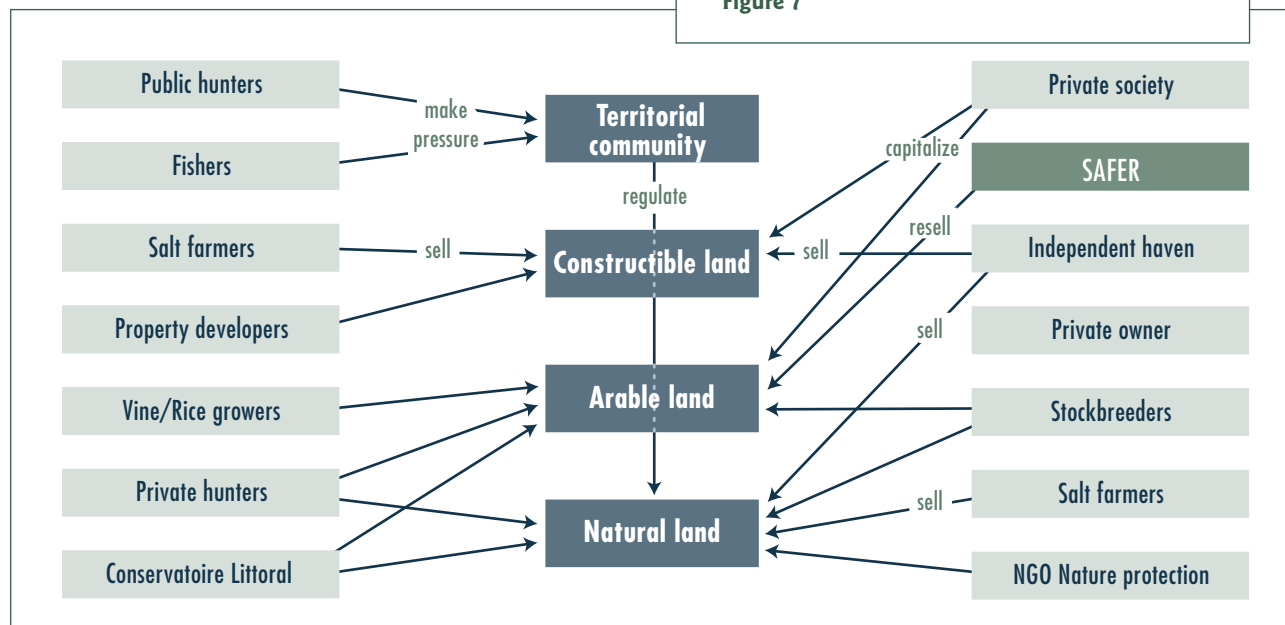 Figure 7
Public hunters
Fishers
Salt farmers
Property developers
Vine/Rice growers
Private hunters
Conservatoire Littoral
make
pressure
sell
Territorial
community
regulate
Constructible land
Arable land
Natural land
capitalize
resell
sell
sell
sell
Private society
SAFER
Independent haven
Private owner
Stockbreeders
Salt farmers
NGO Nature protection